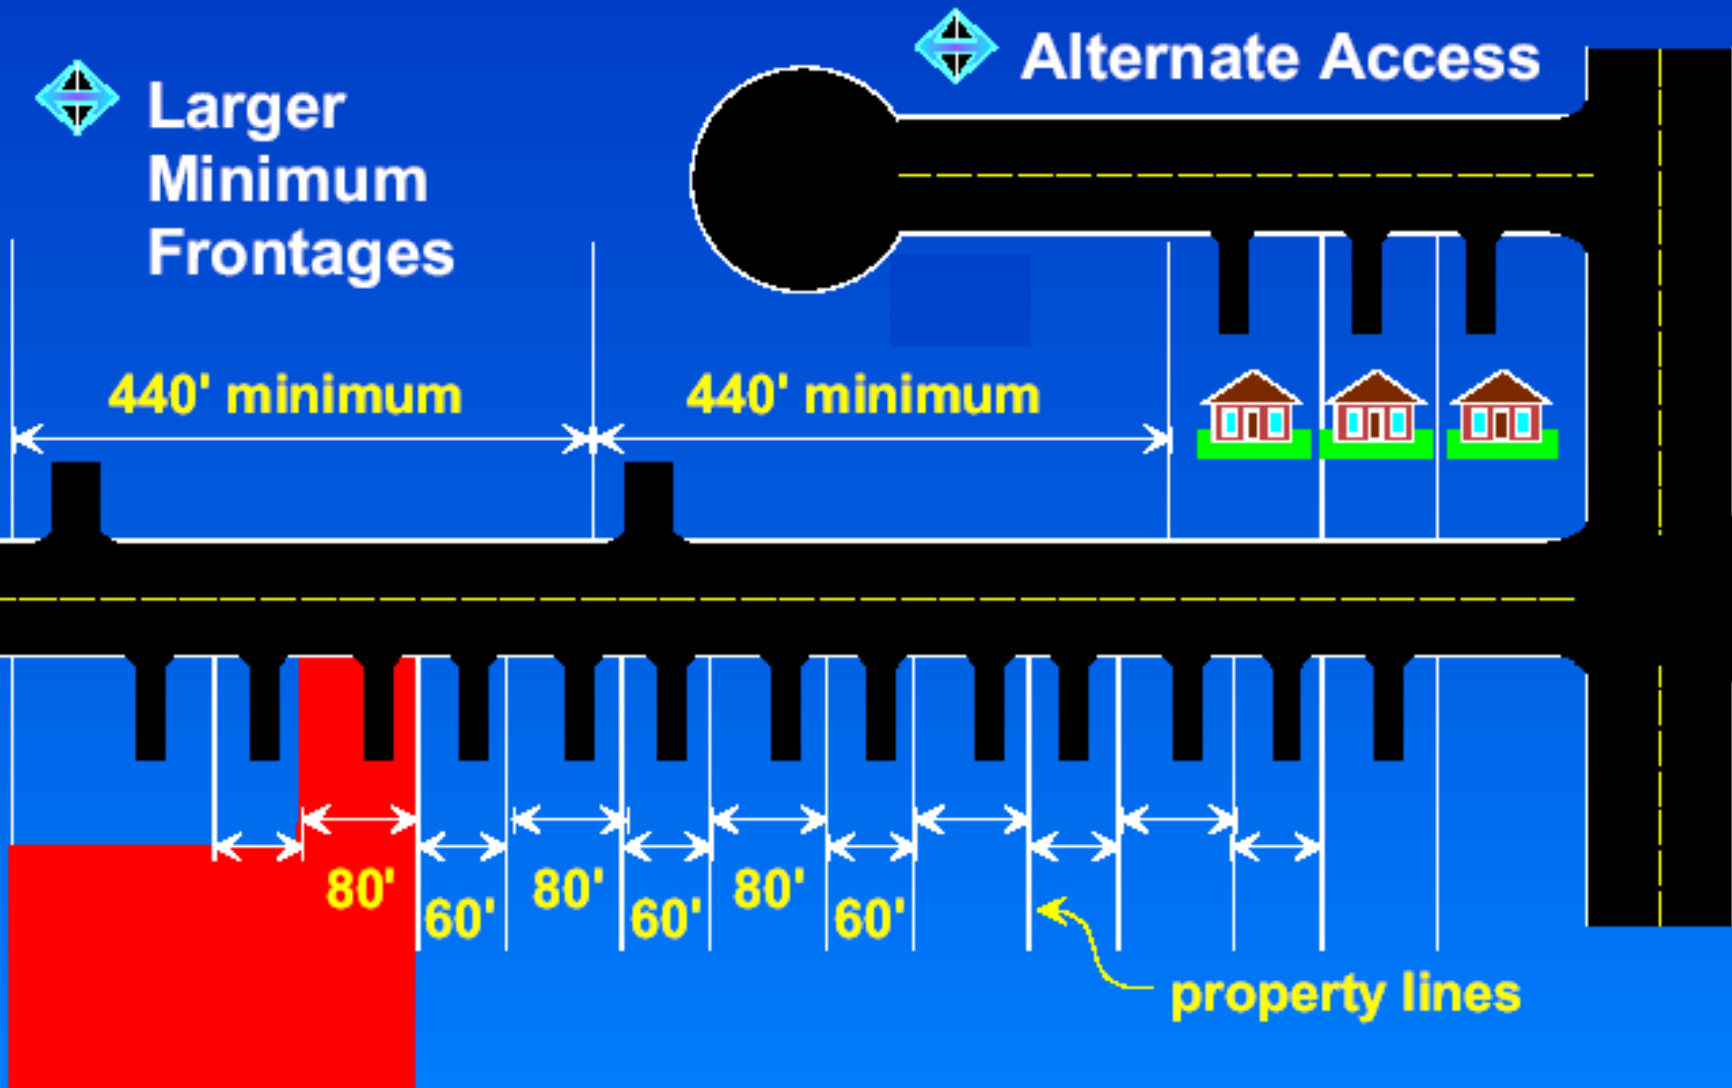 Alternate Access
Larger
Minimum
Frontages
440' minimum
440' minimum
80'
60'
80'
60'
80'
60'
property lines